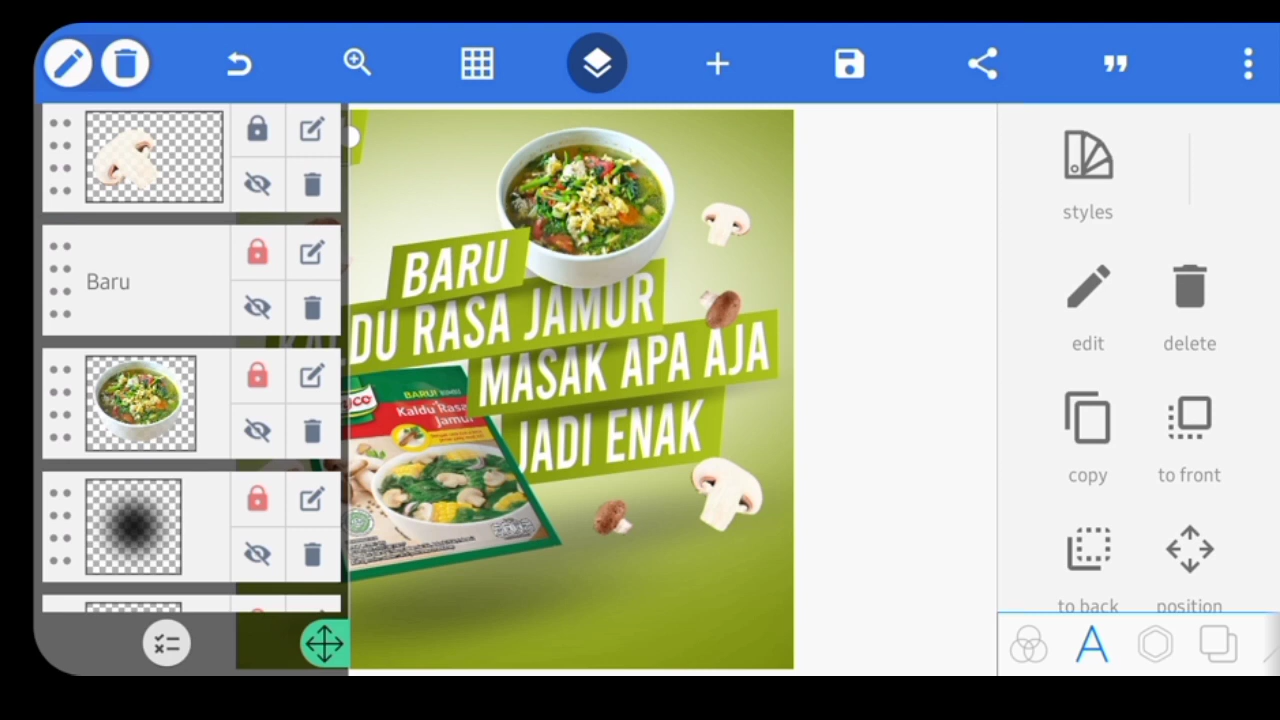 Baru
BARU
DU RASA JAMUR
MASAK APA AJA
JADI ENAK
BARU!
Kaldu Rasa
Jamur
styles
edit
delete
copy
to front
to back
position